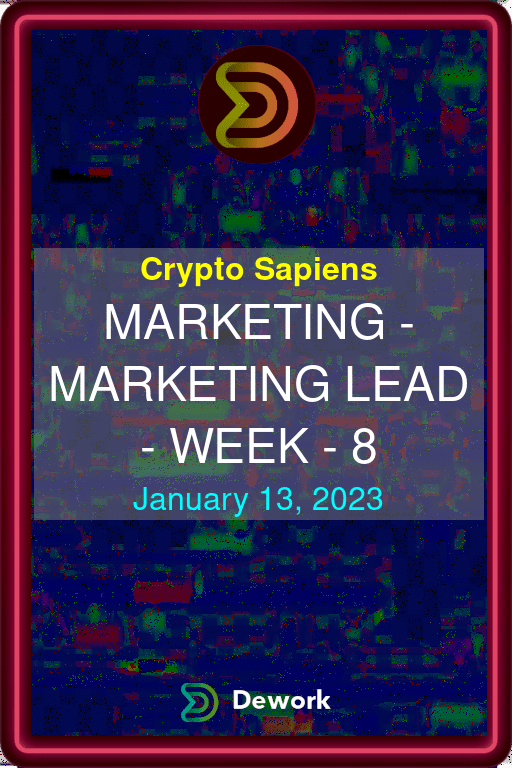 Crypto Sapiens
MARKETING -
MARKETING LEAD
- WEEK - 8
January 13, 2023
Dework